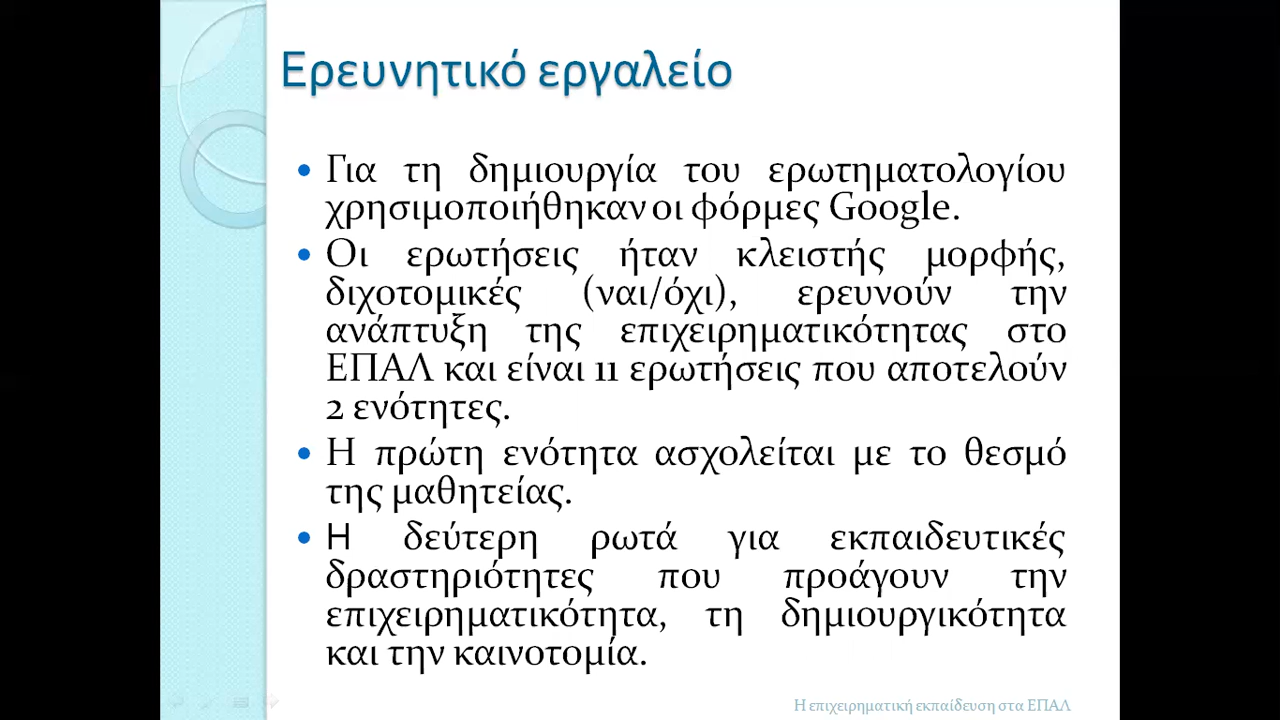 Ερευνητικό εργαλείο
• Για τη δημιουργία του ερωτηματολογίου
χρησιμοποιήθηκαν οι φόρμες Google.
• Οι ερωτήσεις ήταν κλειστής μορφής,
διχοτομικές (ναι/όχι), ερευνούν την
ανάπτυξη της επιχειρηματικότητας στο
ΕΠΑΛ και είναι 11 ερωτήσεις που αποτελούν
2 ενότητες.
• Η πρώτη ενότητα ασχολείται με το θεσμό
της μαθητείας.
• Η δεύτερη ρωτά για εκπαιδευτικές
δραστηριότητες που προάγουν την
επιχειρηματικότητα, τη δημιουργικότητα
και την καινοτομία.
Η επιχειρηματική εκπαίδευση στα ΕΠΑΛ